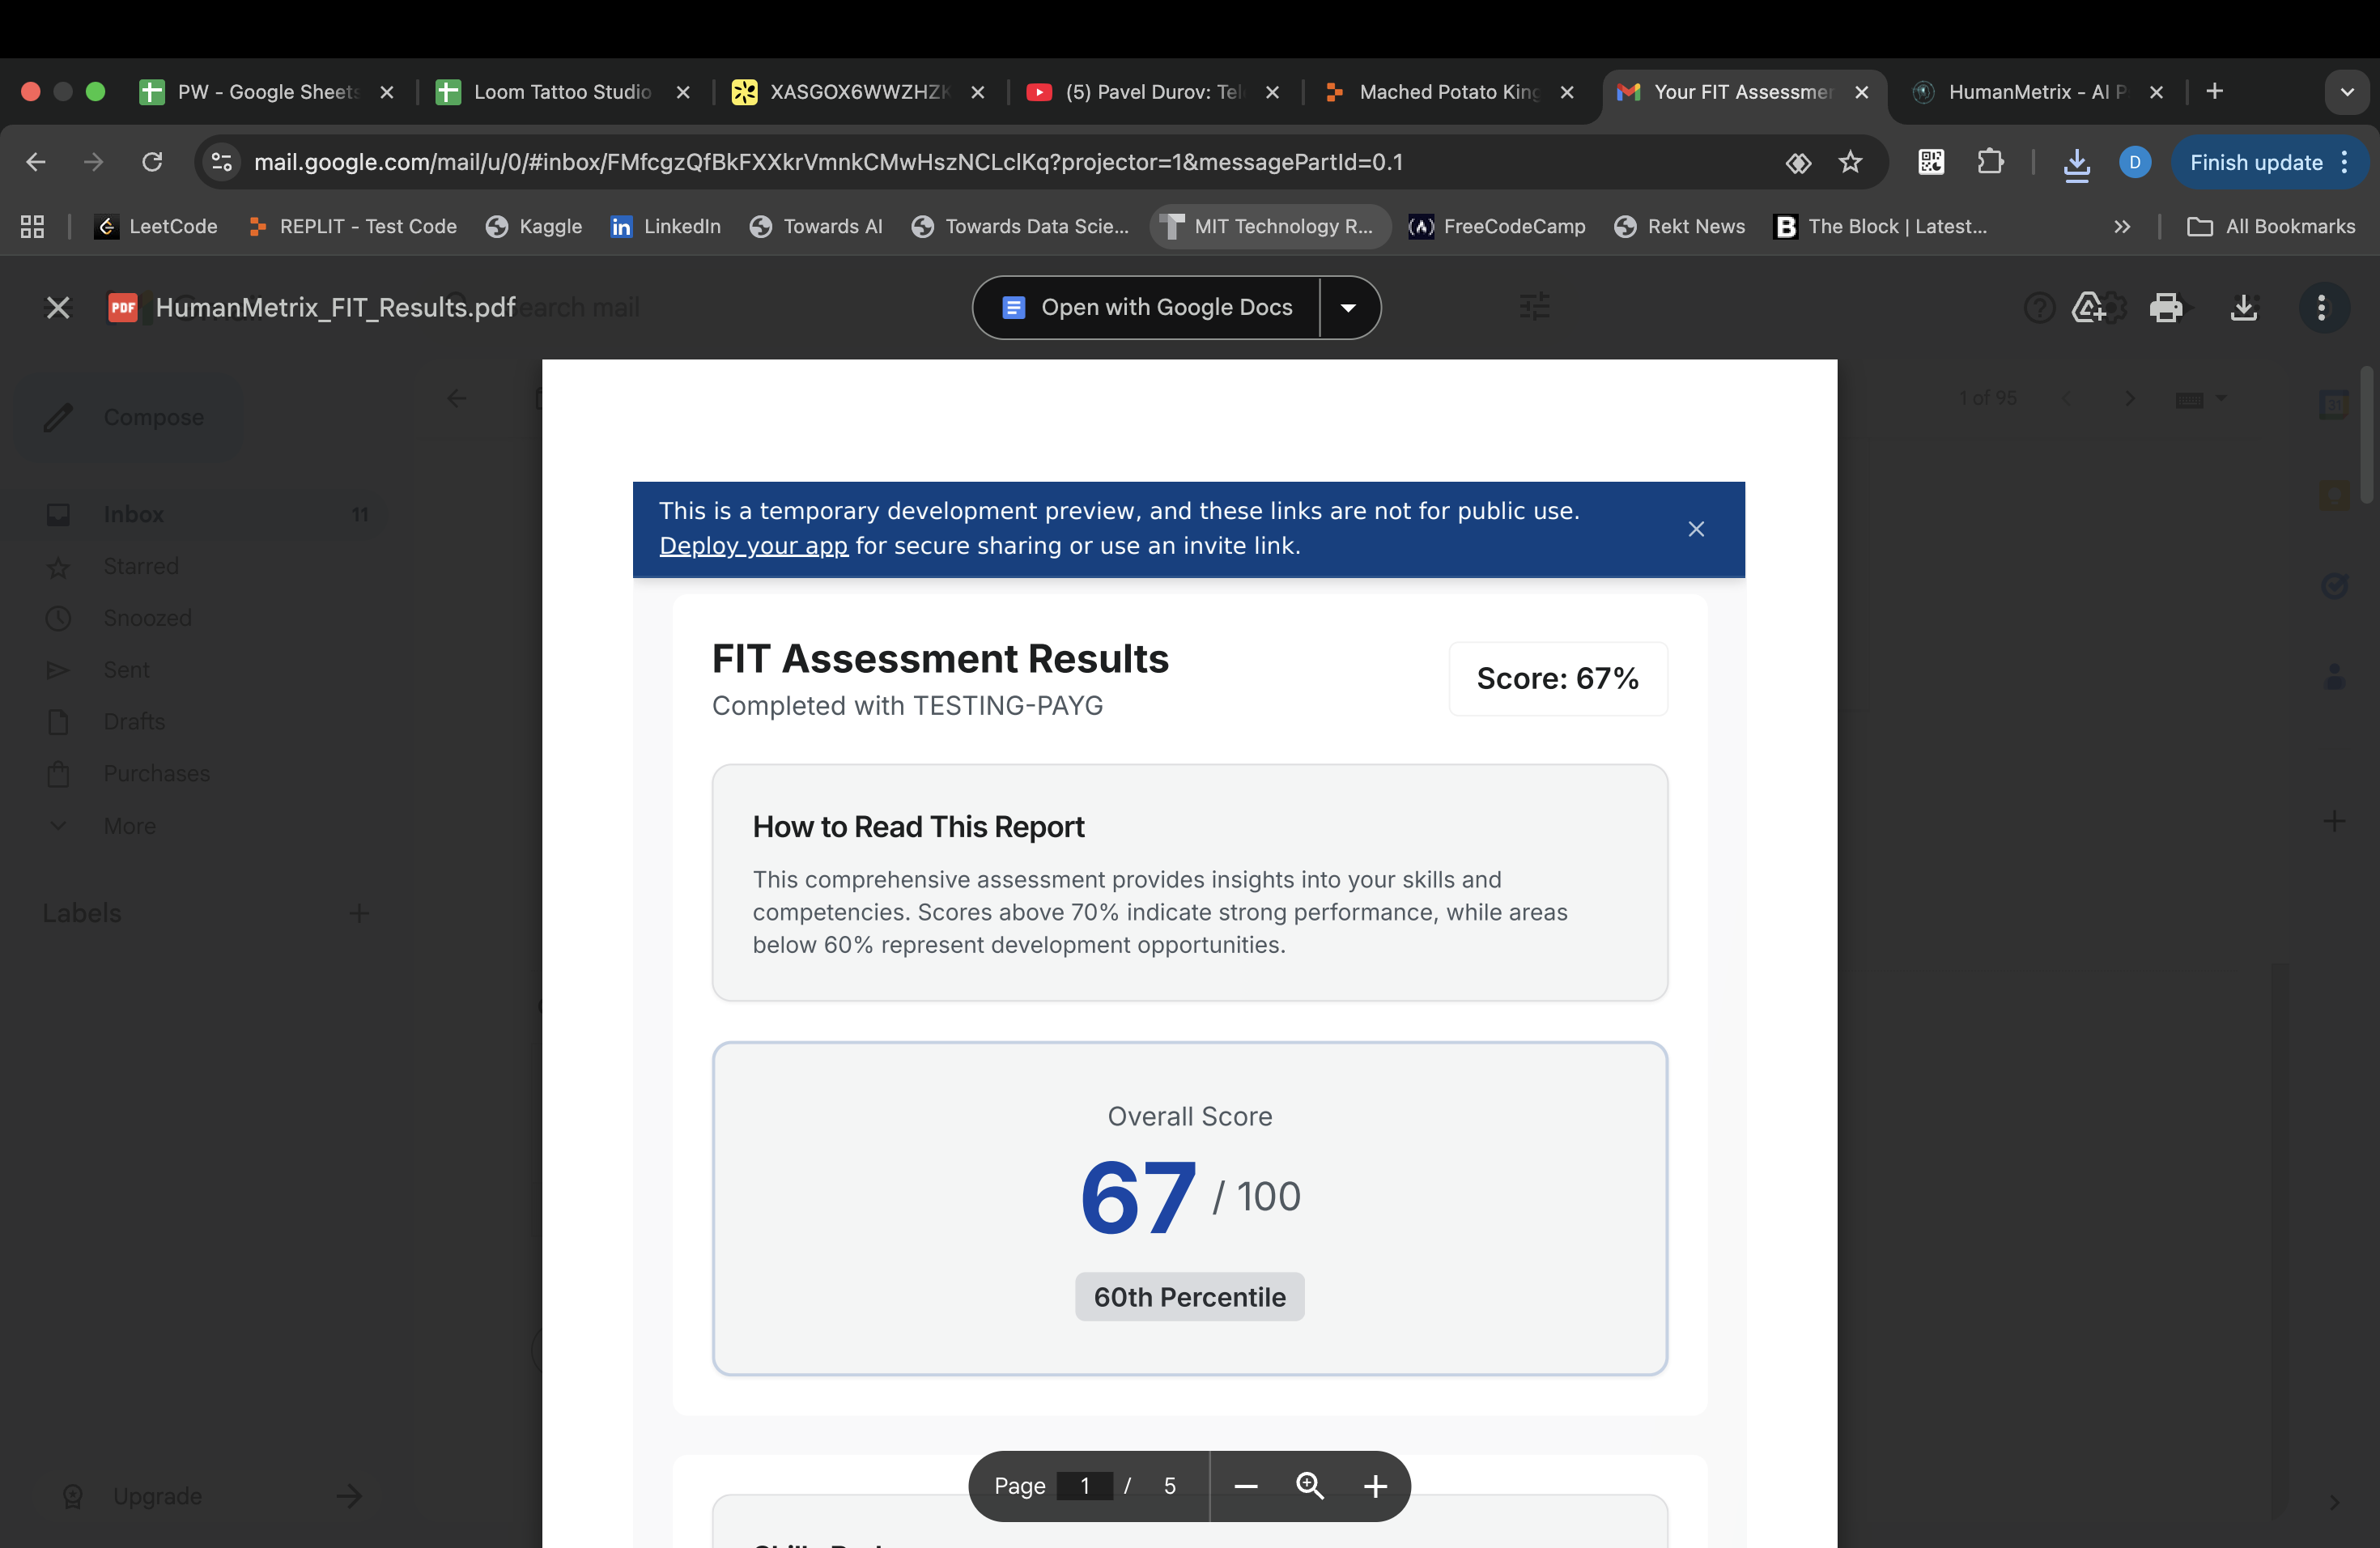 PW - Google Sheets
Loom Tattoo Studio
XASGOX6WWZHZK
(5) Pavel Durov: Tel
Mached Potato King
Your FIT Assessmen
HumanMetrix - AI P
mail.google.com/mail/u/0/#inbox/FMfcgzQfBkFXXkrVmnkCMwHszNCLclKq?projector=1&messagePartId=0.1
D
Finish update
LeetCode
REPLIT - Test Code
Kaggle
LinkedIn
Towards AI
Towards Data Scie...
MIT Technology R...
FreeCodeCamp
Rekt News
The Block | Latest...
All Bookmarks
PDF
HumanMetrix_FIT_Results.pdf
earch mail
Open with Google Docs
Compose
1 of 95
31
Inbox
11
Starred
Snoozed
Sent
Drafts
Purchases
More
Labels
Upgrade
This is a temporary development preview, and these links are not for public use.
Deploy your app for secure sharing or use an invite link.
FIT Assessment Results
Completed with TESTING-PAYG
Score: 67%
How to Read This Report
This comprehensive assessment provides insights into your skills and
competencies. Scores above 70% indicate strong performance, while areas
below 60% represent development opportunities.
Overall Score
67 / 100
60th Percentile
Page 1 / 5